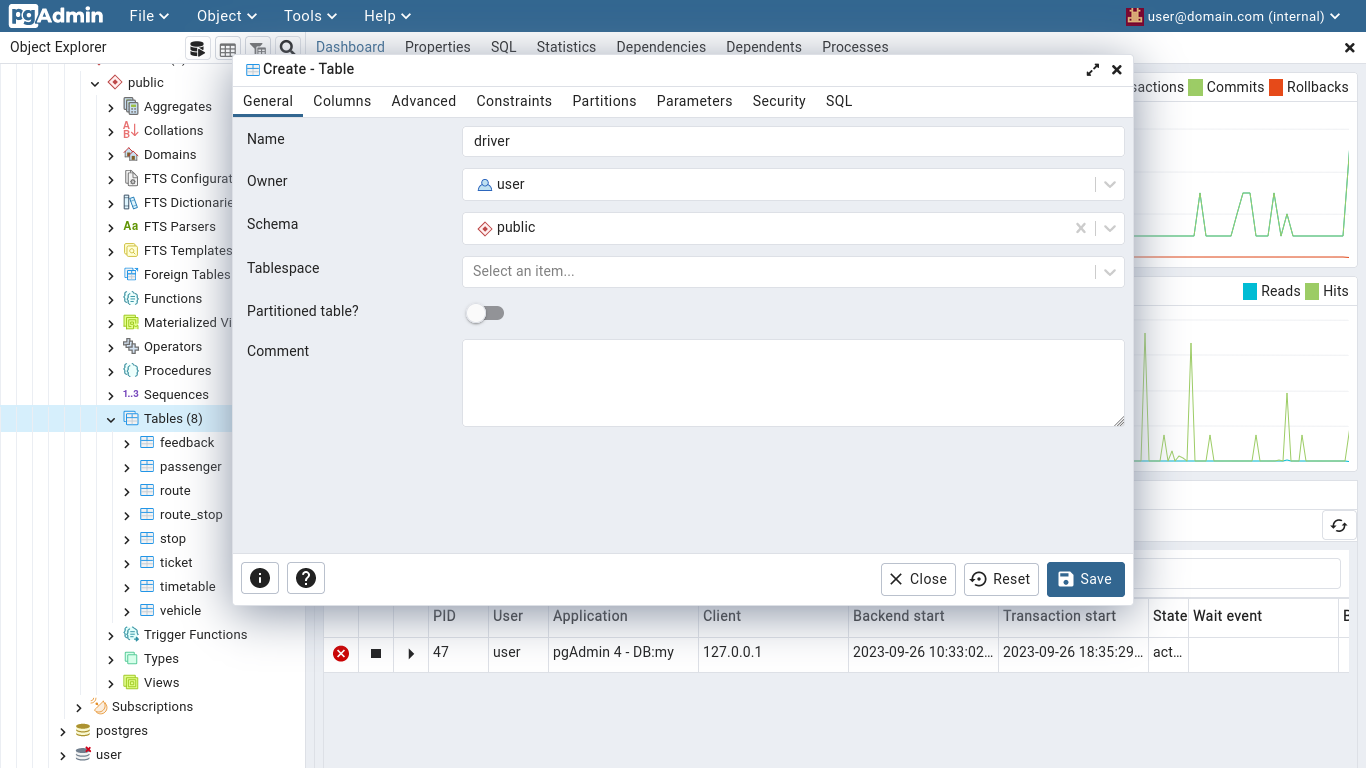 pgAdmin File Object Tools Help user@domain.com (internal)
Object Explorer
Dashboard Properties SQL Statistics Dependencies Dependents Processes
public
Aggregates
Collations
Domains
FTS Configurat
FTS Dictionarie
FTS Parsers
FTS Templates
Foreign Tables
Functions
Materialized Vi
Operators
Procedures
1..3 Sequences
Tables (8)
feedback
passenger
route
route_stop
stop
ticket
timetable
vehicle
Trigger Functions
Types
Views
Subscriptions
postgres
user
Create - Table
General Columns Advanced Constraints Partitions Parameters Security SQL
Name driver
Owner user
Schema public
Tablespace Select an item...
Partitioned table?
Comment
Close Reset Save
sactions Commits Rollbacks
Reads Hits
PID User Application Client Backend start Transaction start State Wait event
47 user pgAdmin 4 - DB:my 127.0.0.1 2023-09-26 10:33:02... 2023-09-26 18:35:29... act...